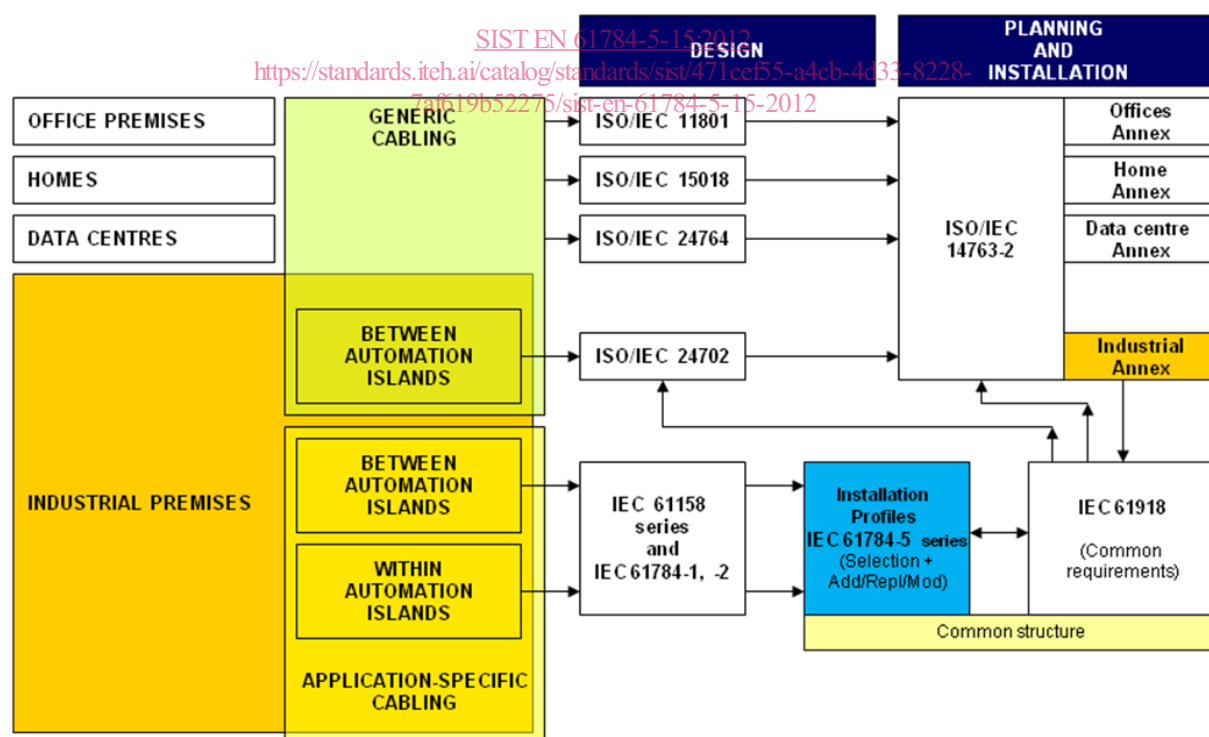 SIST EN 61784-5-15:2012
https://standards.iteh.ai/catalog/standards/sist/471cef55-a4cb-4d33-8228-
7af619b52275/sist-en-61784-5-15-2012
DESIGN
PLANNING
AND
INSTALLATION
OFFICE PREMISES
GENERIC
CABLING
ISO/IEC 11801
Offices
Annex
HOMES
ISO/IEC 15018
Home
Annex
DATA CENTRES
ISO/IEC 24764
ISO/IEC
14763-2
Data centre
Annex
BETWEEN
AUTOMATION
ISLANDS
ISO/IEC 24702
Industrial
Annex
INDUSTRIAL PREMISES
BETWEEN
AUTOMATION
ISLANDS
WITHIN
AUTOMATION
ISLANDS
APPLICATION-SPECIFIC
CABLING
IEC 61158
series
and
IEC 61784-1, -2
Installation
Profiles
IEC 61784-5 series
(Selection +
Add/Repl/Mod)
IEC 61918
(Common
requirements)
Common structure